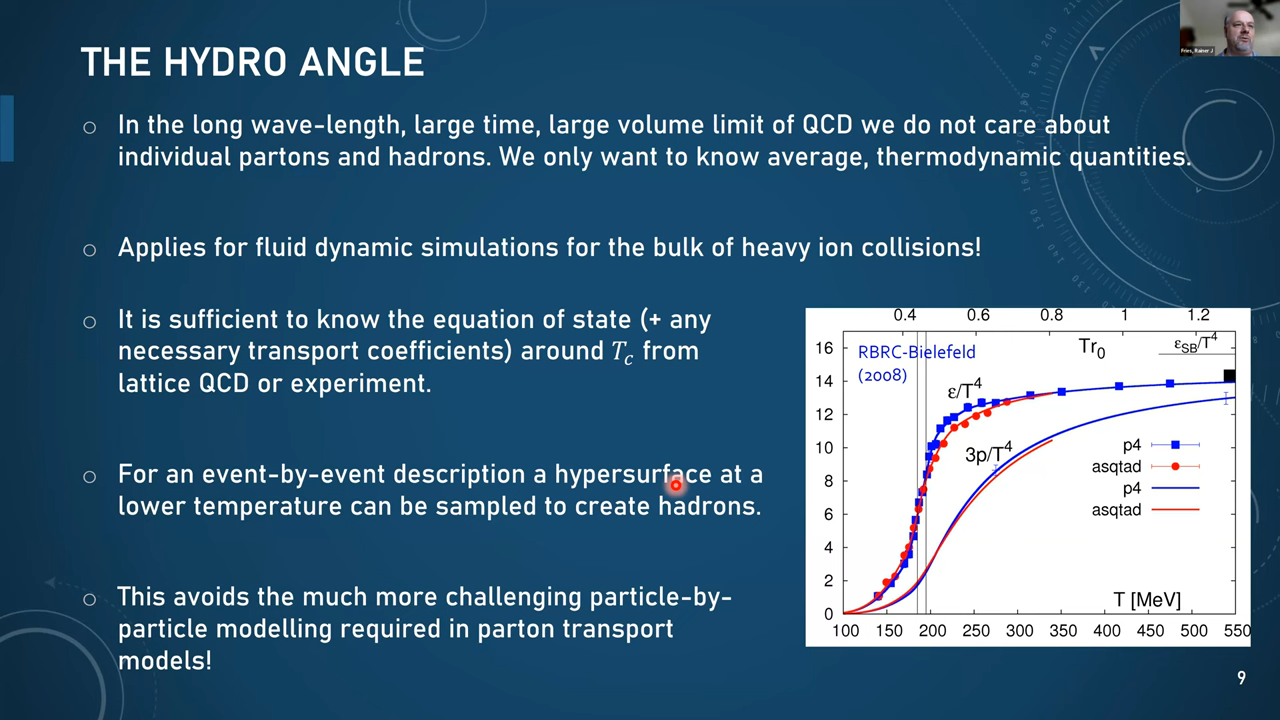 Fries, Rainer J
THE HYDRO ANGLE
○ In the long wave-length, large time, large volume limit of QCD we do not care about
individual partons and hadrons. We only want to know average, thermodynamic quantities.
○ Applies for fluid dynamic simulations for the bulk of heavy ion collisions!
○ It is sufficient to know the equation of state (+ any
necessary transport coefficients) around T_c from
lattice QCD or experiment.
○ For an event-by-event description a hypersurface at a
lower temperature can be sampled to create hadrons.
○ This avoids the much more challenging particle-by-
particle modelling required in parton transport
models!
0.4 0.6 0.8 1 1.2
Tr₀
ε_SB/T⁴
RBRC-Bielefeld
(2008)
ε/T⁴
3p/T⁴
p4
asqtad
p4
asqtad
16
14
12
10
8
6
4
2
0
T [MeV]
100 150 200 250 300 350 400 450 500 550
9